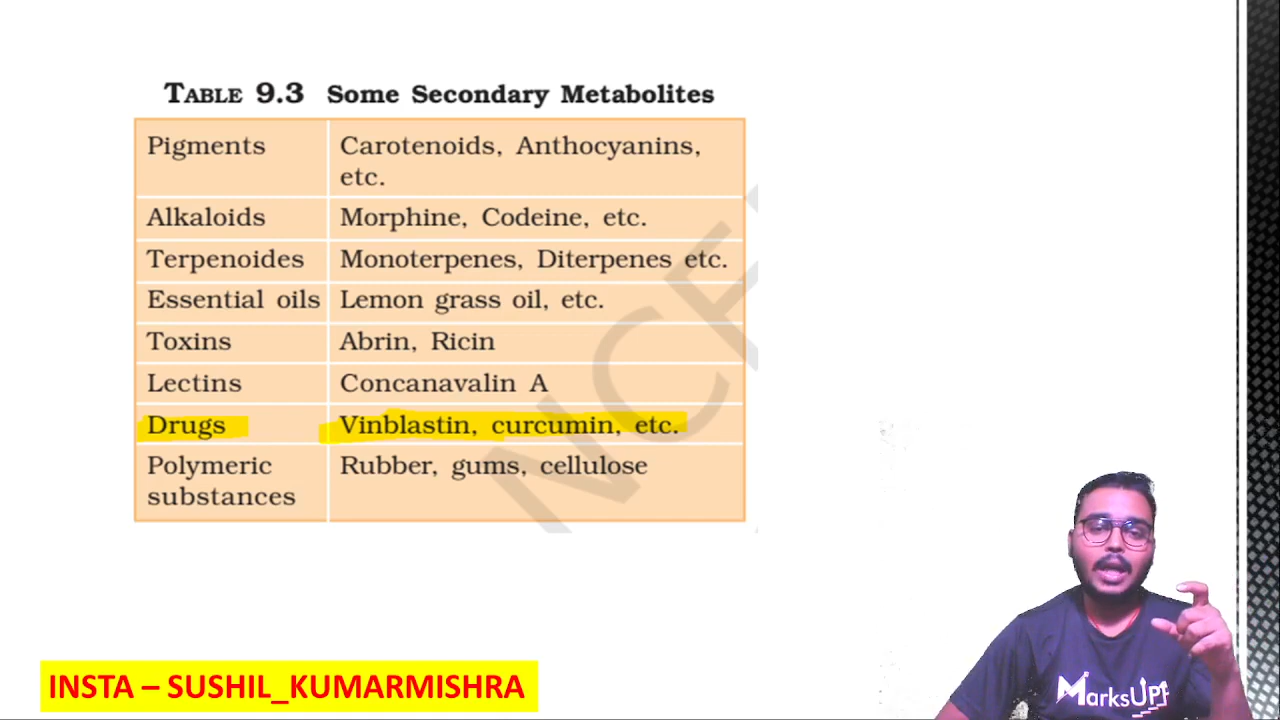 TABLE 9.3 Some Secondary Metabolites
Pigments Carotenoids, Anthocyanins,
etc.
Alkaloids Morphine, Codeine, etc.
Terpenoides Monoterpenes, Diterpenes etc.
Essential oils Lemon grass oil, etc.
Toxins Abrin, Ricin
Lectins Concanavalin A
Drugs Vinblastin, curcumin, etc.
Polymeric Rubber, gums, cellulose
substances
MarksUp
INSTA – SUSHIL_KUMARMISHRA